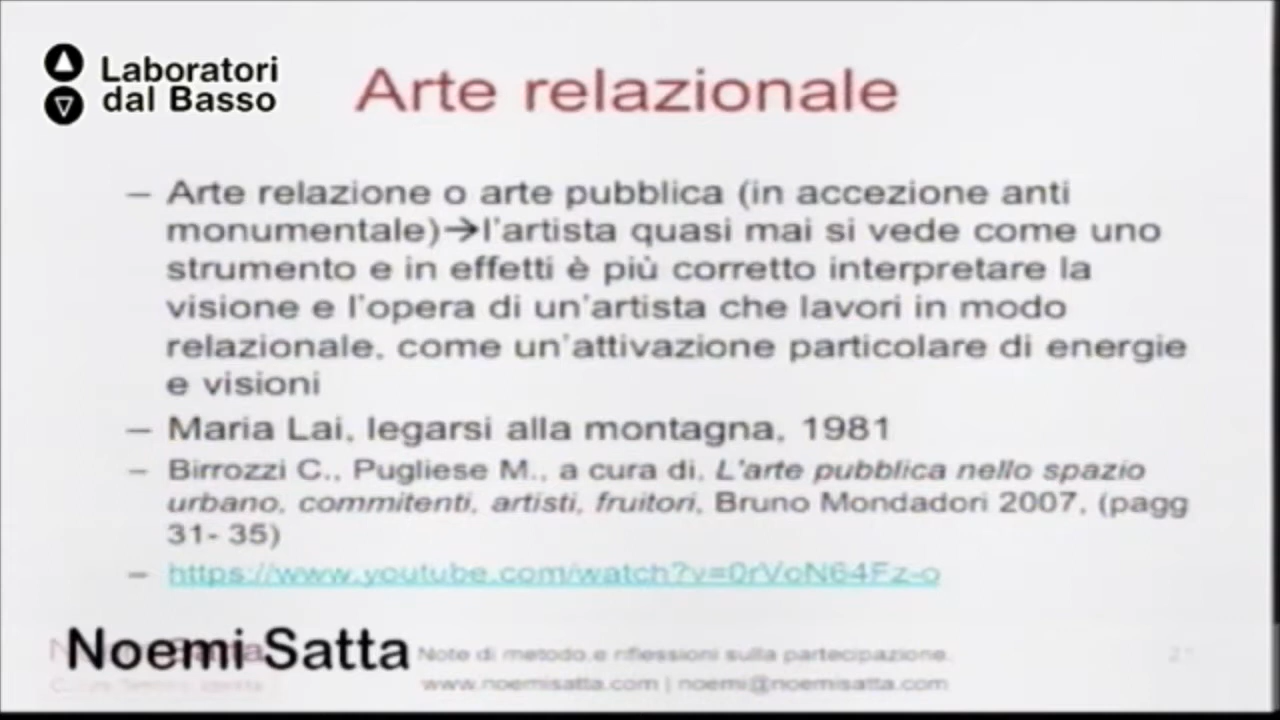 Laboratori
dal Basso
Arte relazionale
– Arte relazione o arte pubblica (in accezione anti
monumentale)→l'artista quasi mai si vede come uno
strumento e in effetti è più corretto interpretare la
visione e l'opera di un'artista che lavori in modo
relazionale, come un'attivazione particolare di energie
e visioni
– Maria Lai, legarsi alla montagna, 1981
– Birrozzi C., Pugliese M., a cura di, L'arte pubblica nello spazio
urbano, commitenti, artisti, fruitori, Bruno Mondadori 2007, (pagg
31- 35)
– https://www.youtube.com/watch?v=0rVoN64Fz-o
Noemi Satta
Note di metodo e riflessioni sulla partecipazione.
www.noemisatta.com | noemi@noemisatta.com